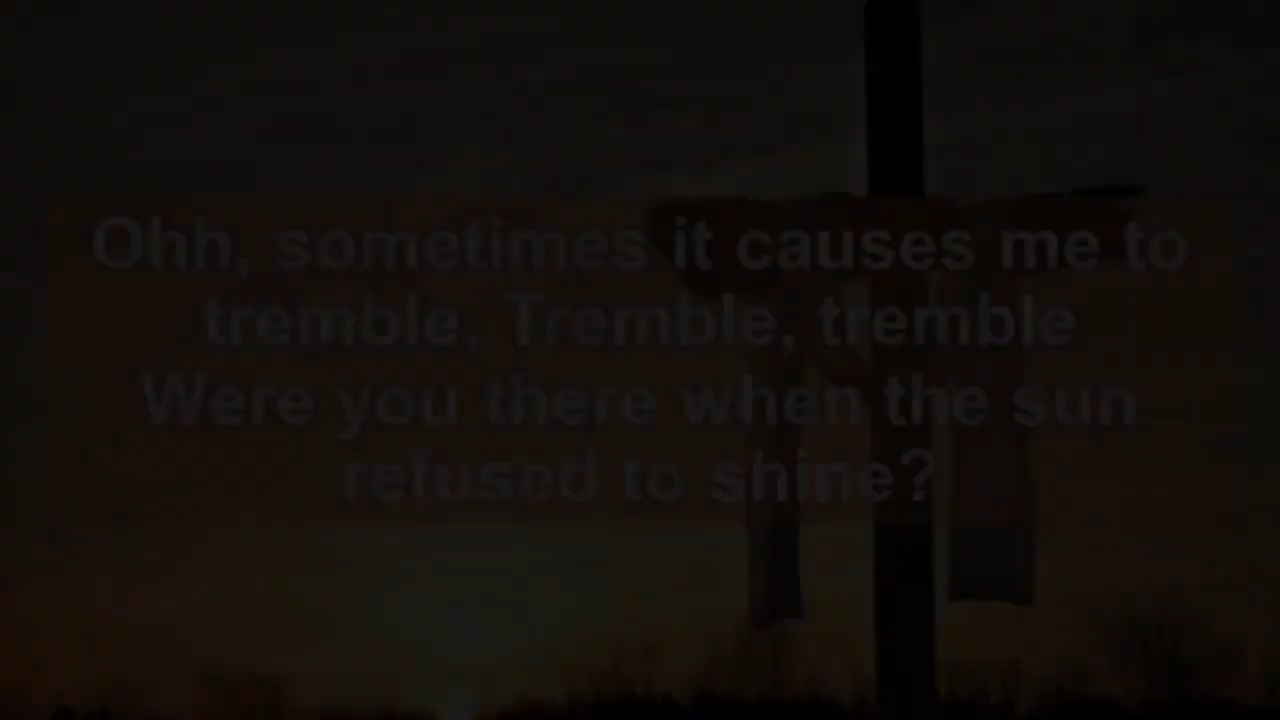 Ohh, sometimes it causes me to
tremble, Tremble, tremble
Were you there when the sun
refused to shine?